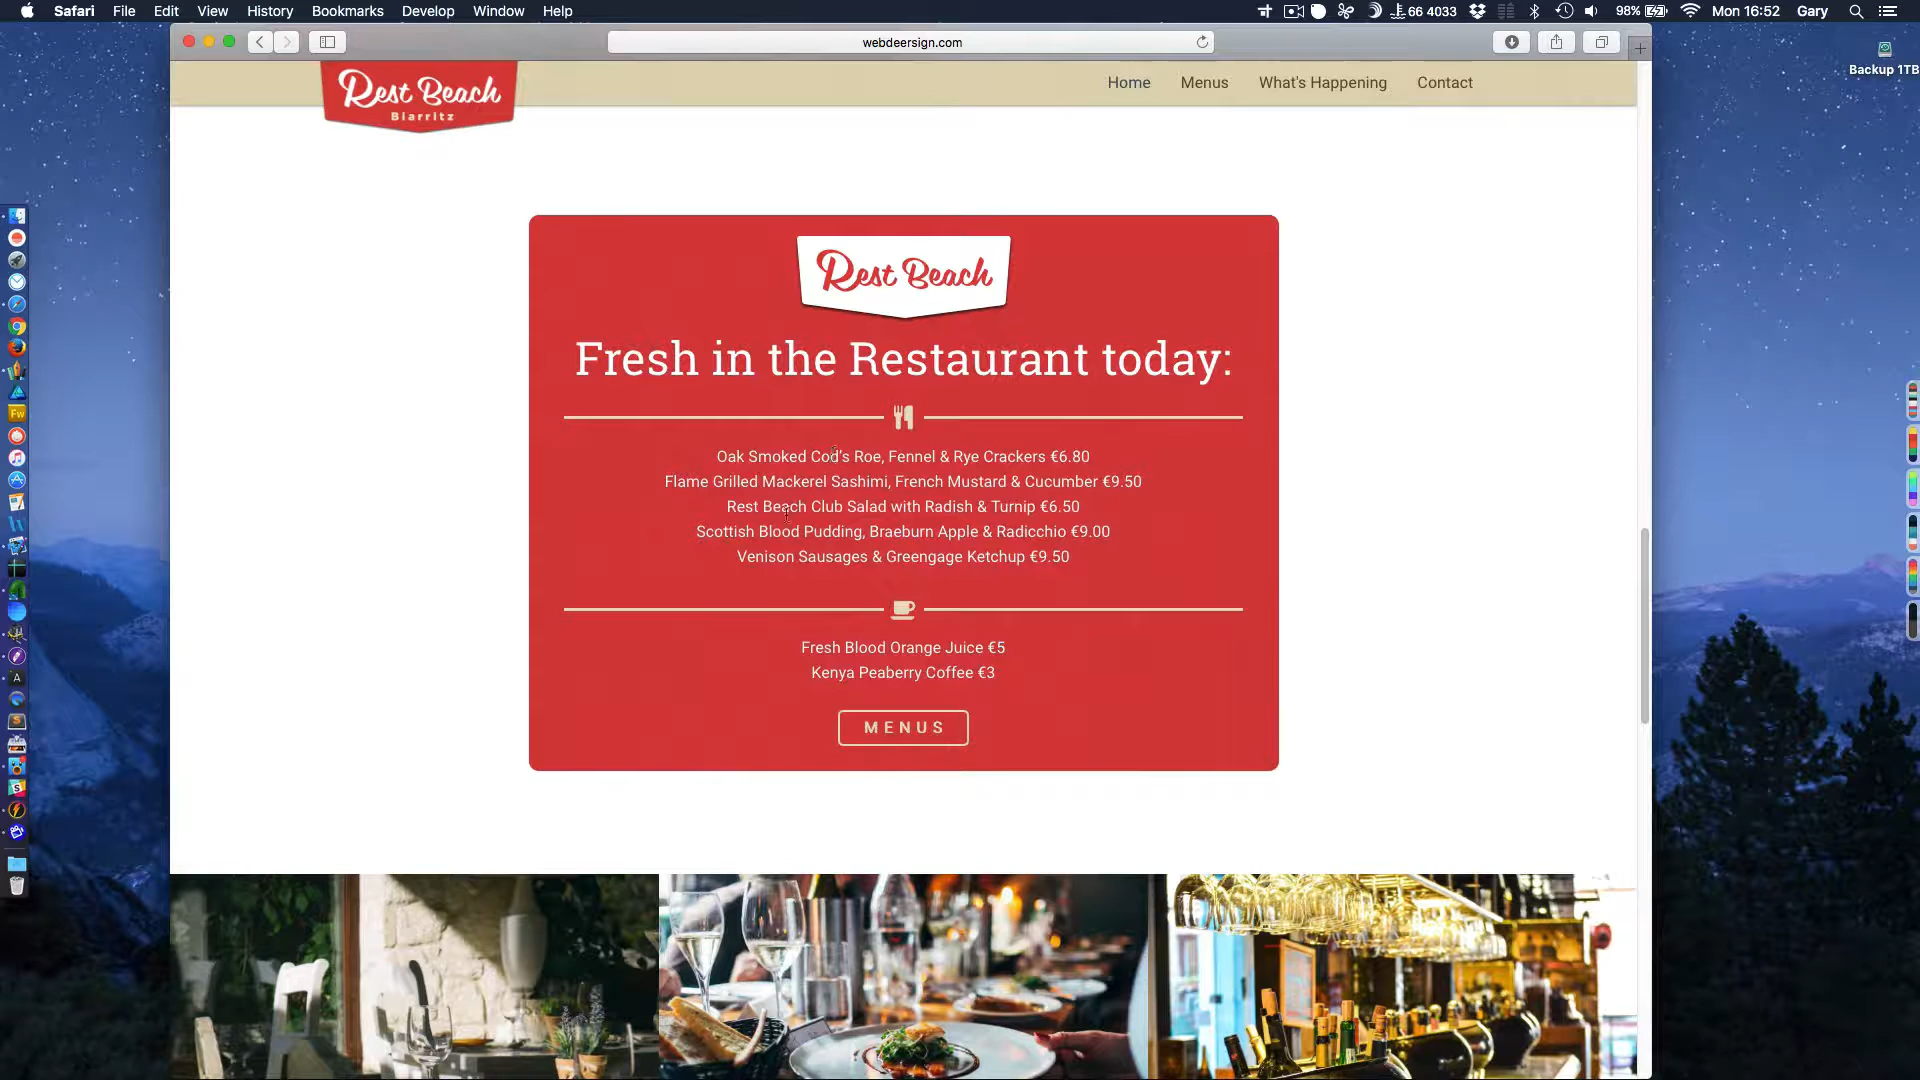 Safari File Edit View History Bookmarks Develop Window Help 66 4033 98% Mon 16:52 Gary
webdeersign.com
Backup 1TB
Rest Beach
Biarritz
Home Menus What's Happening Contact
Rest Beach
Fresh in the Restaurant today:
Oak Smoked Cod's Roe, Fennel & Rye Crackers €6.80
Flame Grilled Mackerel Sashimi, French Mustard & Cucumber €9.50
Rest Beach Club Salad with Radish & Turnip €6.50
Scottish Blood Pudding, Braeburn Apple & Radicchio €9.00
Venison Sausages & Greengage Ketchup €9.50
Fresh Blood Orange Juice €5
Kenya Peaberry Coffee €3
MENUS